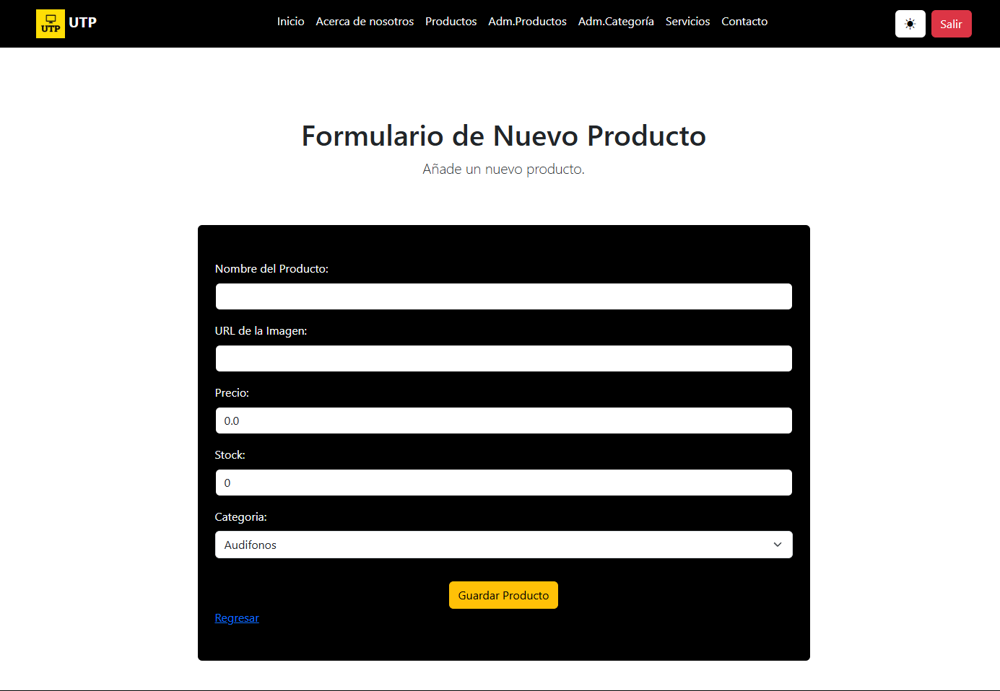 UTP UTP Inicio Acerca de nosotros Productos Adm.Productos Adm.Categoría Servicios Contacto Salir
Formulario de Nuevo Producto
Añade un nuevo producto.
Nombre del Producto:
URL de la Imagen:
Precio:
0.0
Stock:
0
Categoria:
Audifonos
Guardar Producto
Regresar